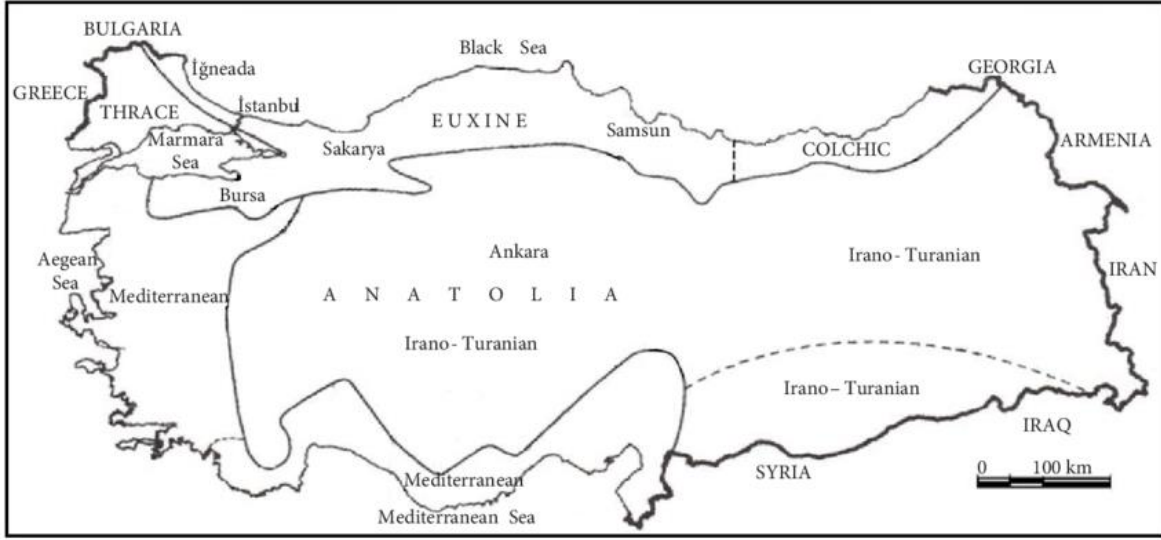 BULGARIA
Black Sea
İğneada
GEORGIA
GREECE
THRACE
İstanbul
EUXINE
Samsun
Marmara
Sea
Sakarya
COLCHIC
ARMENIA
Bursa
Ankara
Irano - Turanian
Aegean
Sea
IRAN
Mediterranean
ANATOLIA
Irano - Turanian
Irano – Turanian
IRAQ
SYRIA
0 100 km
Mediterranean
Mediterranean Sea